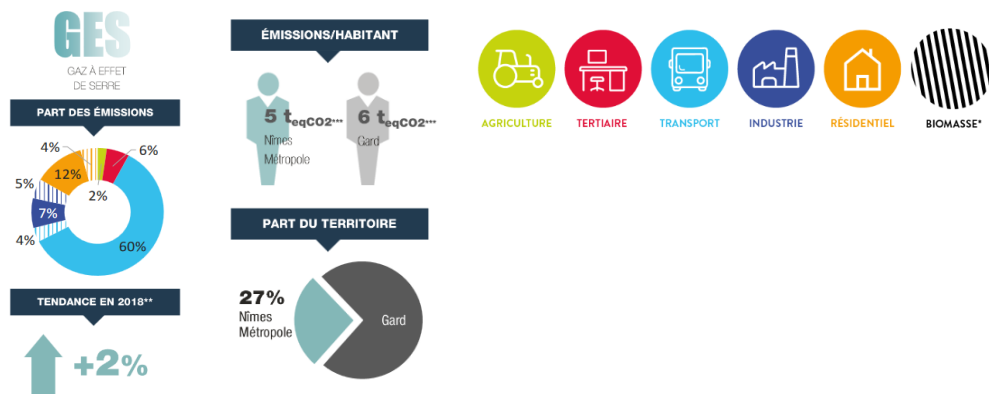 GES
GAZ À EFFET
DE SERRE
PART DES ÉMISSIONS
4%
6%
12%
5%
2%
7%
4%
60%
TENDANCE EN 2018**
+2%
ÉMISSIONS/HABITANT
5 teqCO2***
Nîmes
Métropole
6 teqCO2***
Gard
PART DU TERRITOIRE
27%
Nîmes
Métropole
Gard
AGRICULTURE
TERTIAIRE
TRANSPORT
INDUSTRIE
RÉSIDENTIEL
BIOMASSE*